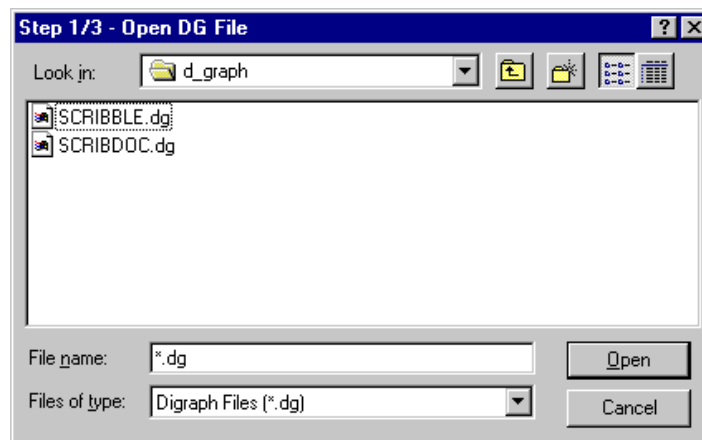 Step 1/3 - Open DG File
Look in: d_graph
SCRIBBLE.dg
SCRIBDOC.dg
File name: *.dg Open
Files of type: Digraph Files (*.dg) Cancel